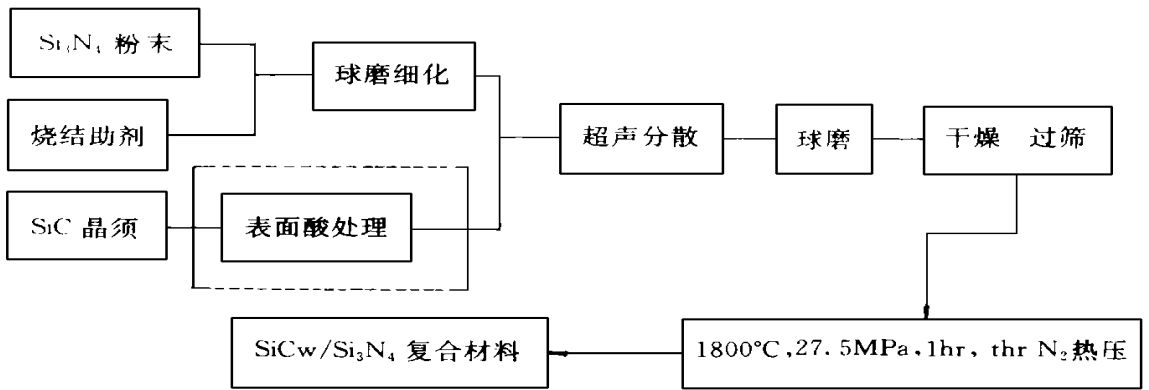 Si₃N₄ 粉末
球磨细化
烧结助剂
超声分散
球磨
干燥 过筛
SiC 晶须
表面酸处理
SiCw/Si₃N₄ 复合材料
1800℃,27.5MPa,1hr, thr N₂热压